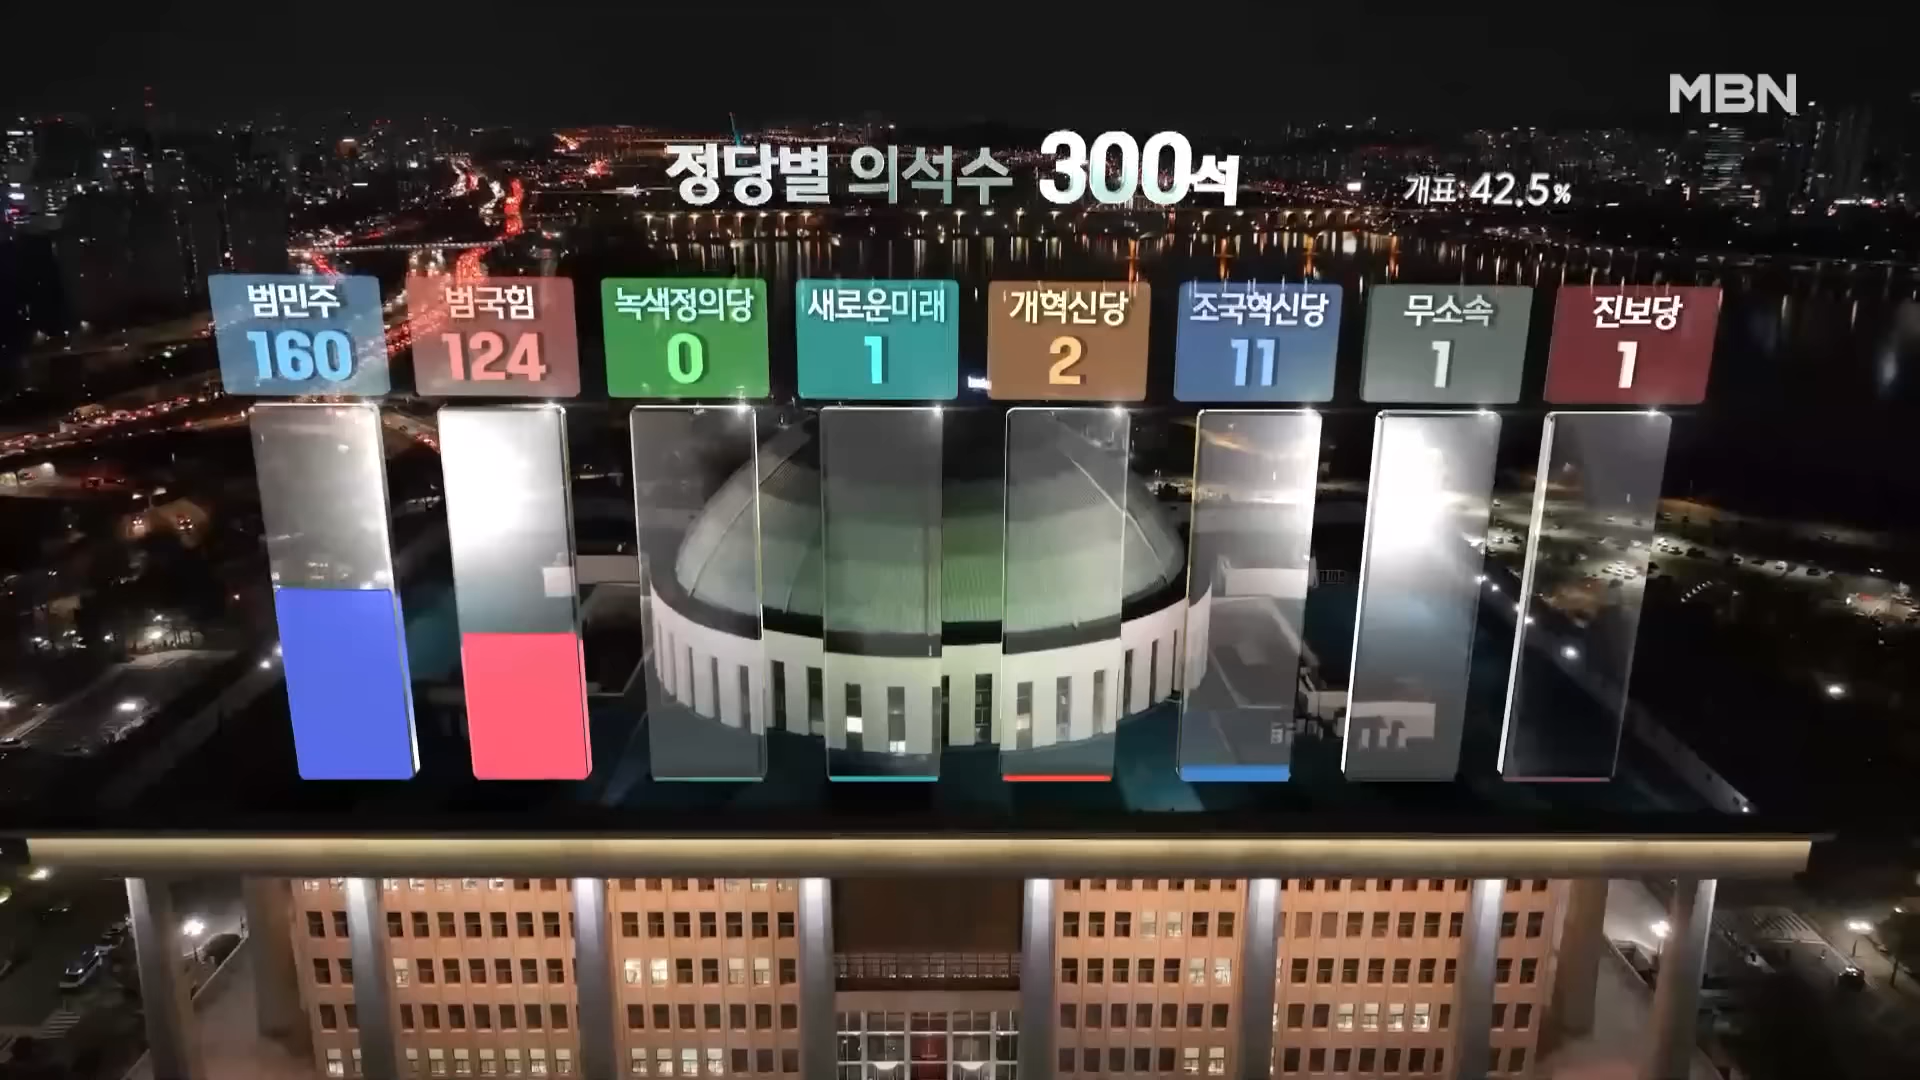 MBN
정당별 의석수 300석
개표:42.5%
범민주
160
범국힘
124
녹색정의당
0
새로운미래
1
개혁신당
2
조국혁신당
11
무소속
1
진보당
1